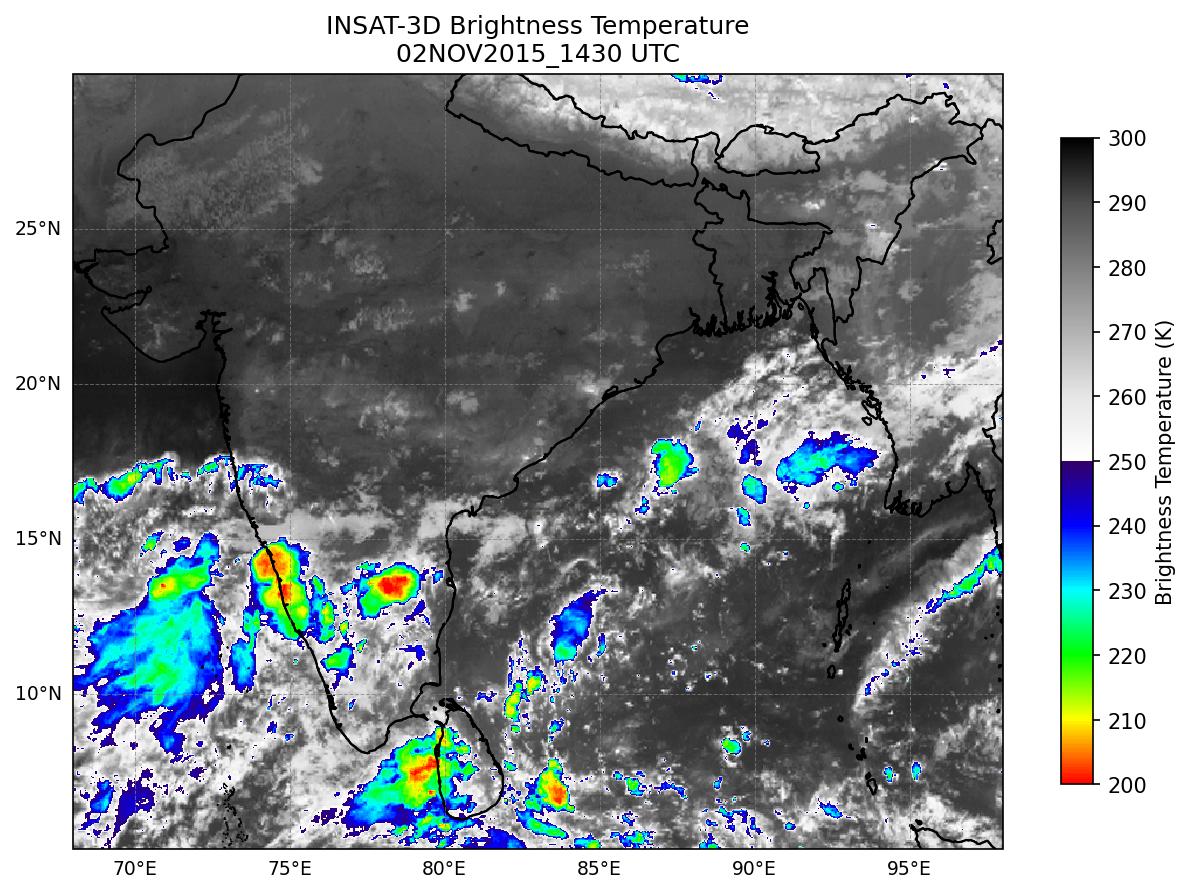 INSAT-3D Brightness Temperature
02NOV2015_1430 UTC
25°N
20°N
15°N
10°N
70°E
75°E
80°E
85°E
90°E
95°E
300
290
280
270
260
250
240
230
220
210
200
Brightness Temperature (K)